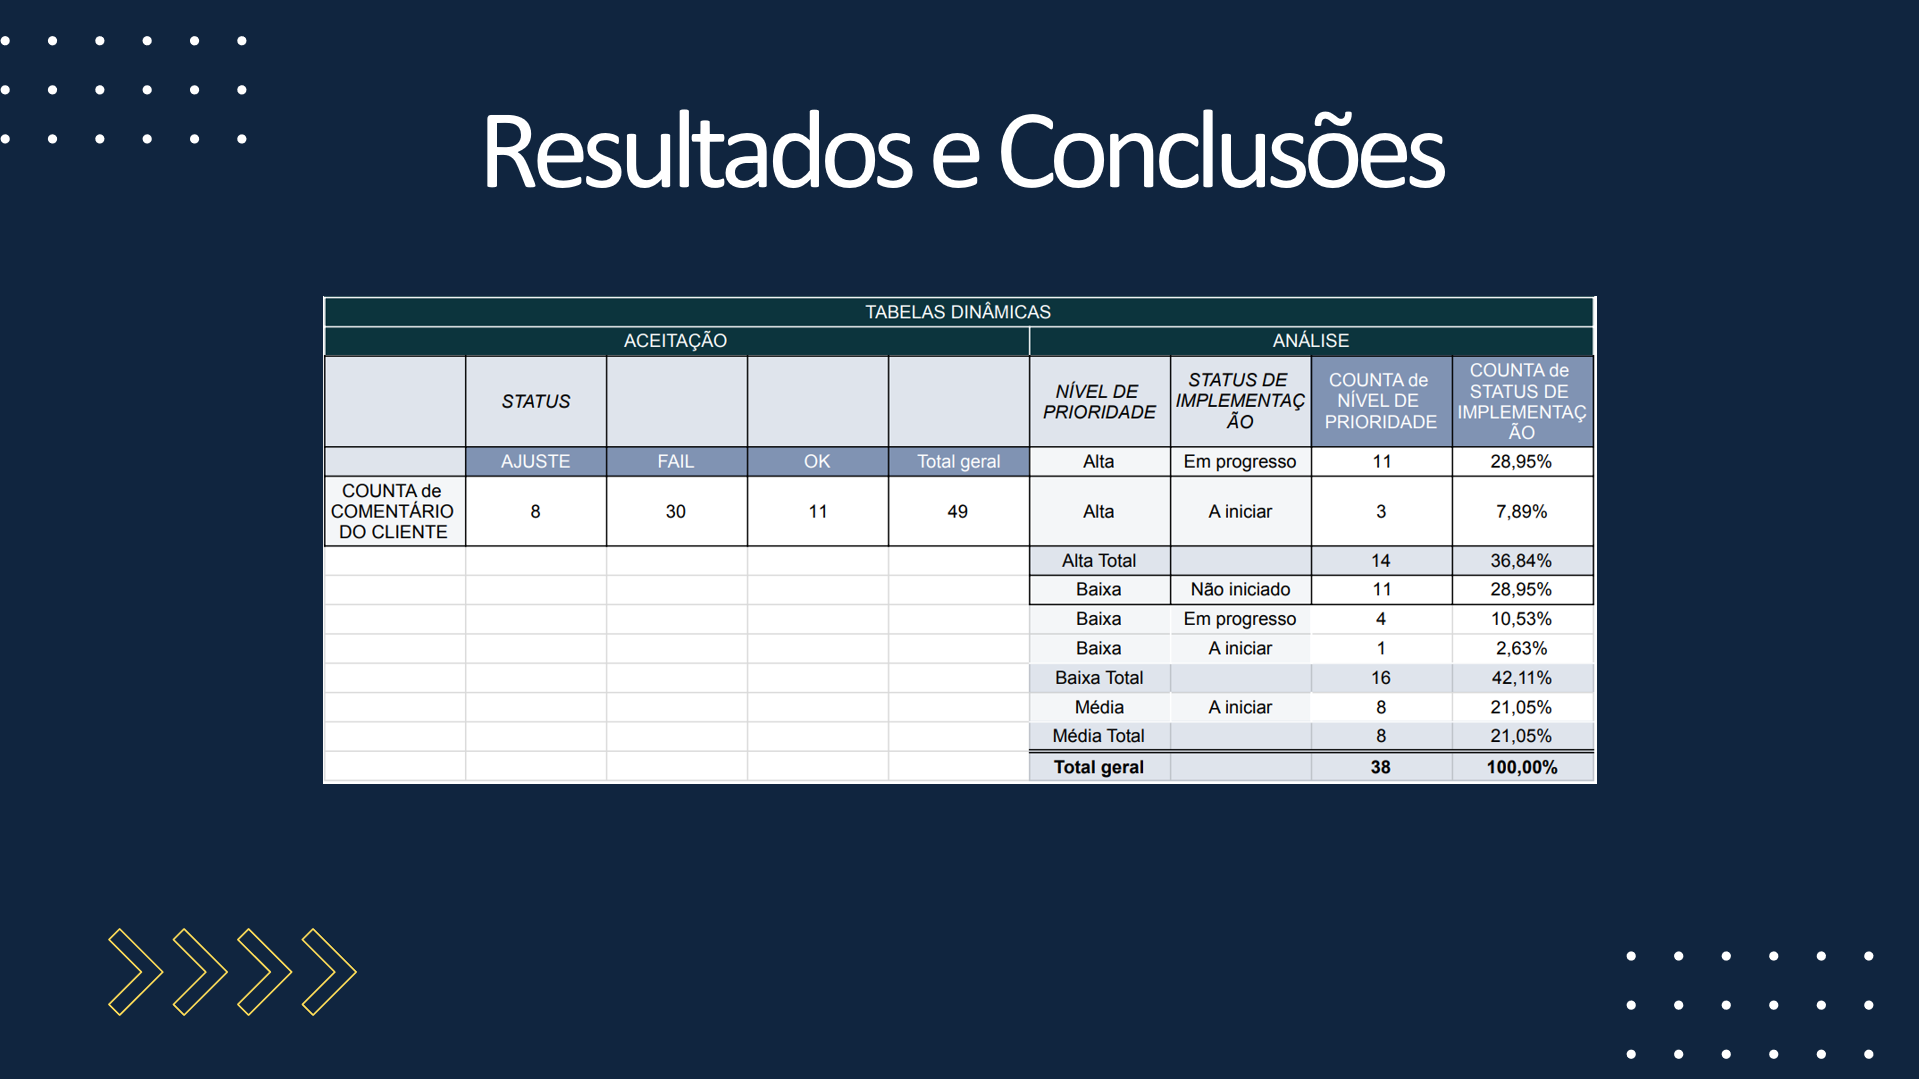 Resultados e Conclusões
TABELAS DINÂMICAS
ACEITAÇÃO ANÁLISE
STATUS NÍVEL DE PRIORIDADE STATUS DE IMPLEMENTAÇÃO COUNTA de NÍVEL DE PRIORIDADE COUNTA de STATUS DE IMPLEMENTAÇÃO
AJUSTE FAIL OK Total geral Alta Em progresso 11 28,95%
COUNTA de COMENTÁRIO DO CLIENTE 8 30 11 49 Alta A iniciar 3 7,89%
Alta Total 14 36,84%
Baixa Não iniciado 11 28,95%
Baixa Em progresso 4 10,53%
Baixa A iniciar 1 2,63%
Baixa Total 16 42,11%
Média A iniciar 8 21,05%
Média Total 8 21,05%
Total geral 38 100,00%